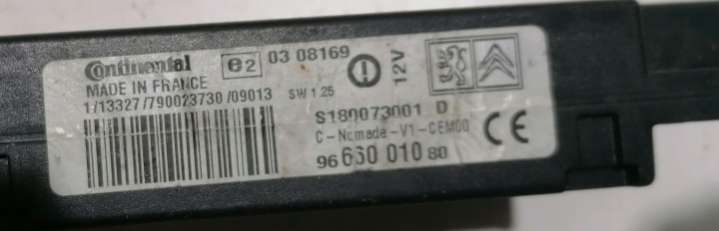 Continental
MADE IN FRANCE
1/13327/790023730/09013
e2
03 08169
SW 1.25
12V
S180073001 D
C-Nomade-V1-CEM00
96 660 010 80
CE